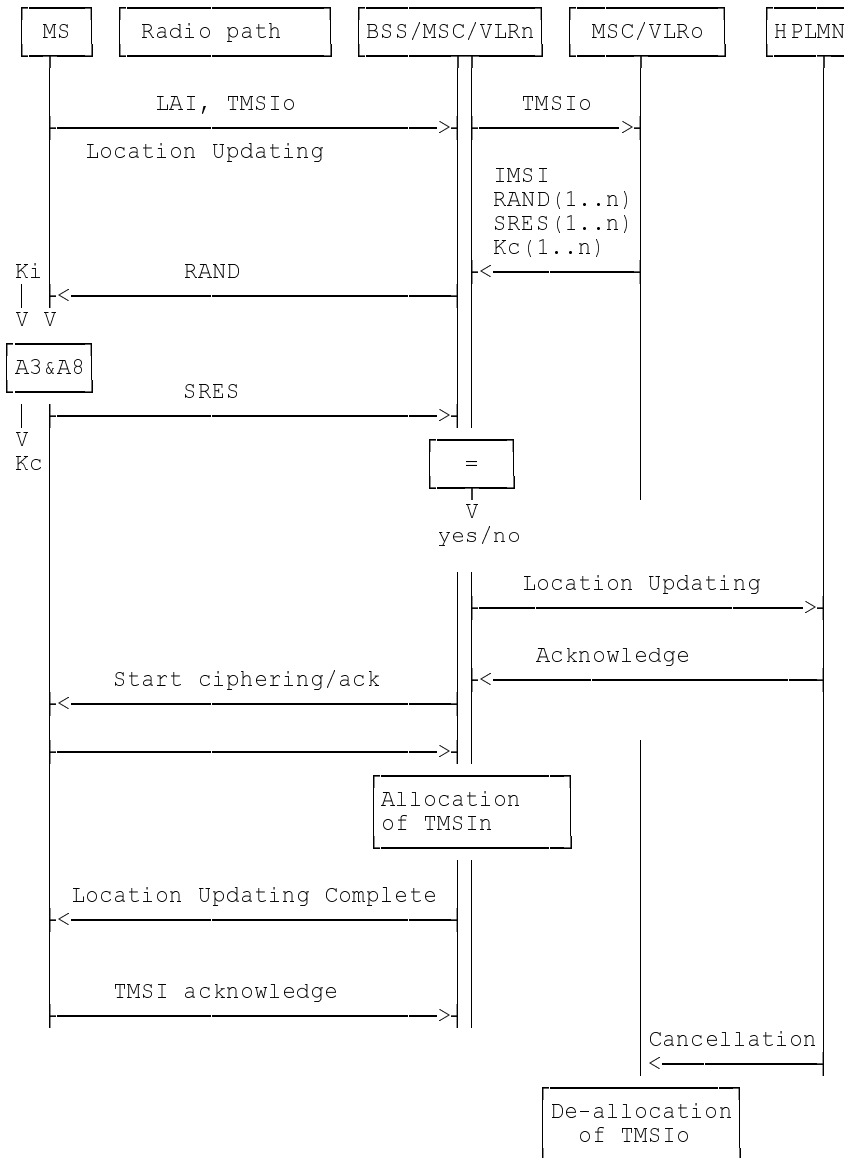 MS Radio path BSS/MSC/VLRn MSC/VLRo HPLMN
LAI, TMSIo TMSIo
Location Updating
IMSI
RAND(1..n)
SRES(1..n)
Kc(1..n)
Ki RAND
V V
A3&A8
SRES
V
Kc
=
V
yes/no
Location Updating
Acknowledge
Start ciphering/ack
Allocation
of TMSIn
Location Updating Complete
TMSI acknowledge
Cancellation
De-allocation
of TMSIo